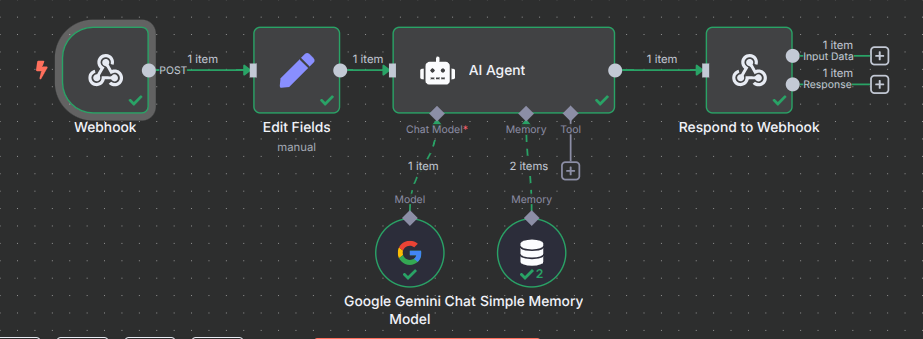 1 item
1 item
1 item
1 item
POST
AI Agent
Input Data
1 item
Response
Webhook
Edit Fields
manual
Chat Model*
Memory
Tool
Respond to Webhook
1 item
2 items
Model
Memory
2
Google Gemini Chat
Model
Simple Memory